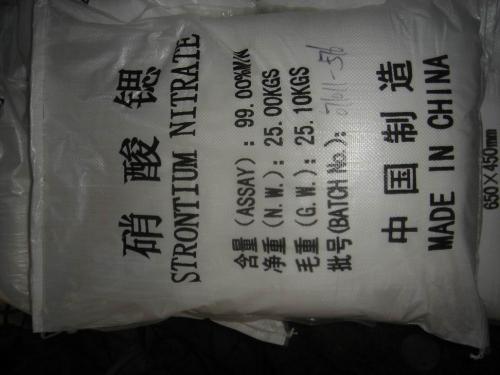 硝酸锶
STRONTIUM NITRATE
含量(ASSAY): 99.00%Min
净重(N.W.): 25.00KGS
毛重(G.W.): 25.10KGS
批号(BATCH No.):
中国制造
MADE IN CHINA
650×450mm